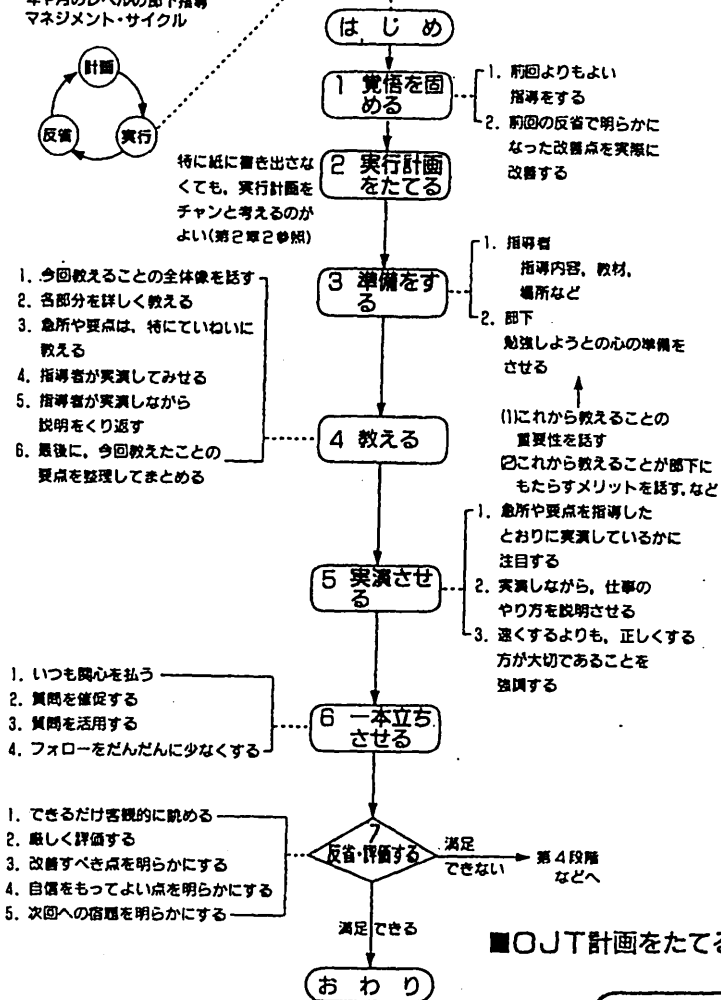 年や月のレベルの部下指導
マネジメント・サイクル
計画
反省
実行
はじめ
1 覚悟を固
める
1. 前回よりもよい
指導をする
2. 前回の反省で明らかに
なった改善点を実際に
改善する
特に紙に書き出さな
くても，実行計画を
チャンと考えるのが
よい(第2章2参照)
2 実行計画
をたてる
3 準備をす
る
1. 指導者
指導内容，教材，
場所など
2. 部下
勉強しようとの心の準備を
させる
(1)これから教えることの
重要性を話す
(2)これから教えることが部下に
もたらすメリットを話す，など
1. 今回教えることの全体像を話す
2. 各部分を詳しく教える
3. 急所や要点は，特にていねいに
教える
4. 指導者が実演してみせる
5. 指導者が実演しながら
説明をくり返す
6. 最後に，今回教えたことの
要点を整理してまとめる
4 教える
5 実演させ
る
1. 急所や要点を指導した
とおりに実演しているかに
注目する
2. 実演しながら，仕事の
やり方を説明させる
3. 速くするよりも，正しくする
方が大切であることを
強調する
1. いつも関心を払う
2. 質問を催促する
3. 質問を活用する
4. フォローをだんだんに少なくする
6 一本立ち
させる
1. できるだけ客観的に眺める
2. 厳しく評価する
3. 改善すべき点を明らかにする
4. 自信をもってよい点を明らかにする
5. 次回への宿題を明らかにする
7
反省・評価する
満足
できない
第4段階
などへ
満足できる
おわり
■OJT計画をたてる